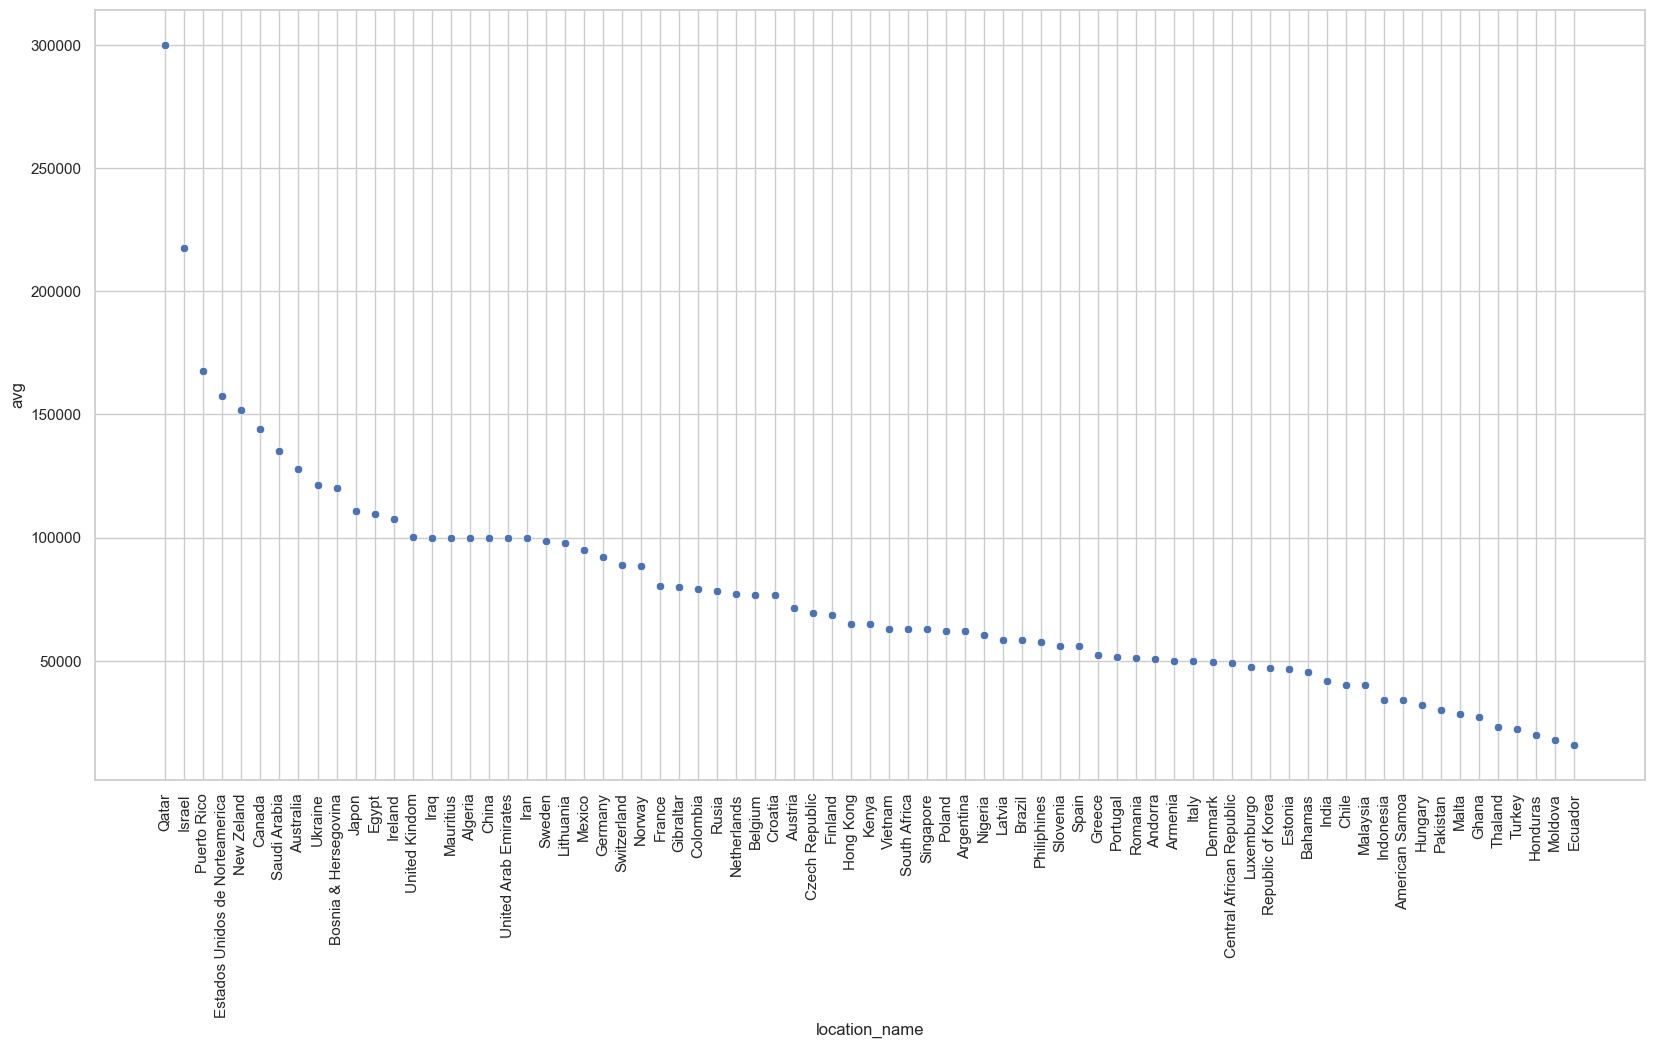 300000
250000
200000
150000
100000
50000
avg
Qatar
Israel
Puerto Rico
Estados Unidos de Norteamerica
New Zeland
Canada
Saudi Arabia
Australia
Ukraine
Bosnia & Hersegovina
Japon
Egypt
Ireland
United Kindom
Iraq
Mauritius
Algeria
China
United Arab Emirates
Iran
Sweden
Lithuania
Mexico
Germany
Switzerland
Norway
France
Gibraltar
Colombia
Rusia
Netherlands
Belgium
Croatia
Austria
Czech Republic
Finland
Hong Kong
Kenya
Vietnam
South Africa
Singapore
Poland
Argentina
Nigeria
Latvia
Brazil
Philiphines
Slovenia
Spain
Greece
Portugal
Romania
Andorra
Armenia
Italy
Denmark
Central African Republic
Luxemburgo
Republic of Korea
Estonia
Bahamas
India
Chile
Malaysia
Indonesia
American Samoa
Hungary
Pakistan
Malta
Ghana
Thaland
Turkey
Honduras
Moldova
Ecuador
location_name